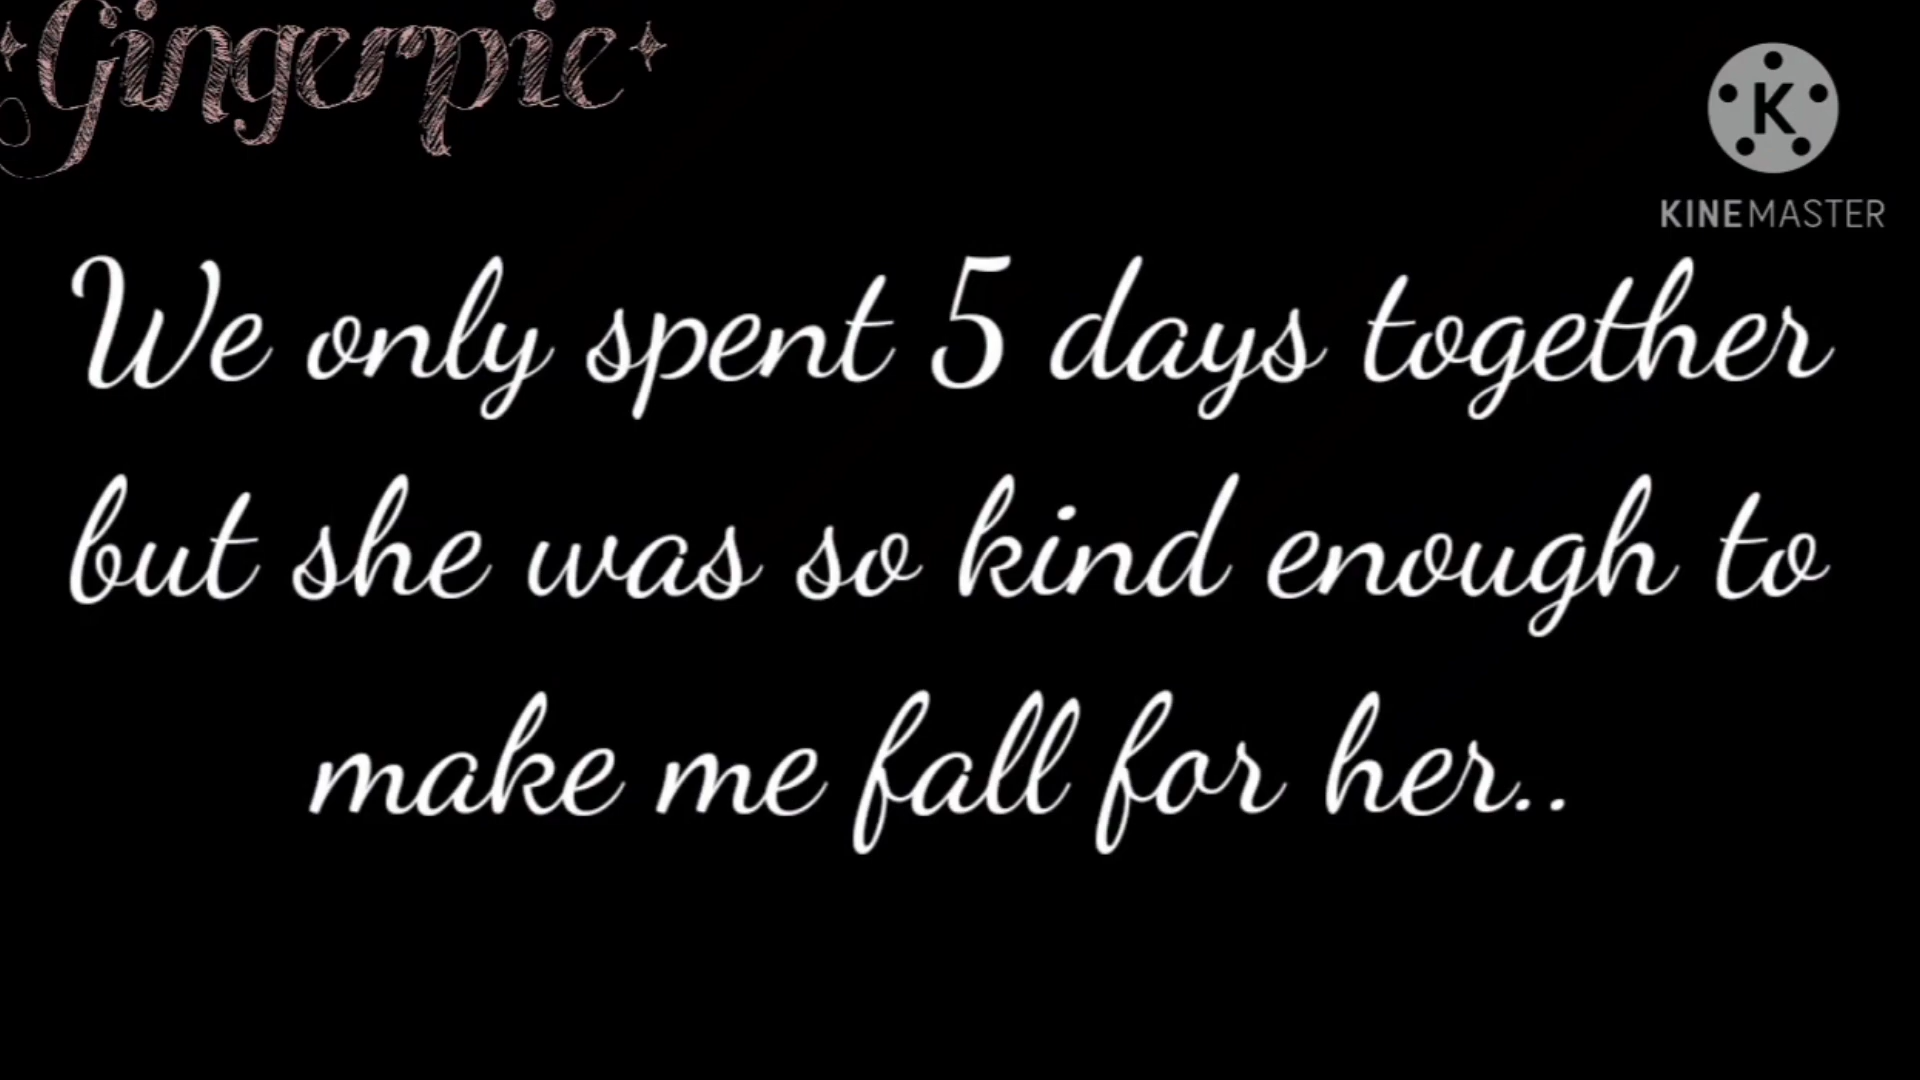 Gingerpie
K
KINEMASTER
We only spent 5 days together
but she was so kind enough to
make me fall for her..